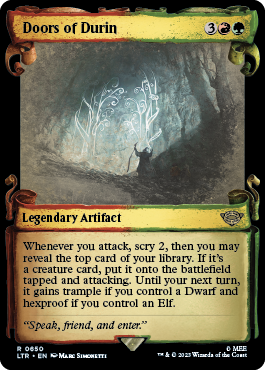 Doors of Durin 3
Legendary Artifact
Whenever you attack, scry 2, then you may
reveal the top card of your library. If it's
a creature card, put it onto the battlefield
tapped and attacking. Until your next turn,
it gains trample if you control a Dwarf and
hexproof if you control an Elf.
"Speak, friend, and enter."
R 0650 © MEE
LTR • EN Marc Simonetti ™ & © 2023 Wizards of the Coast